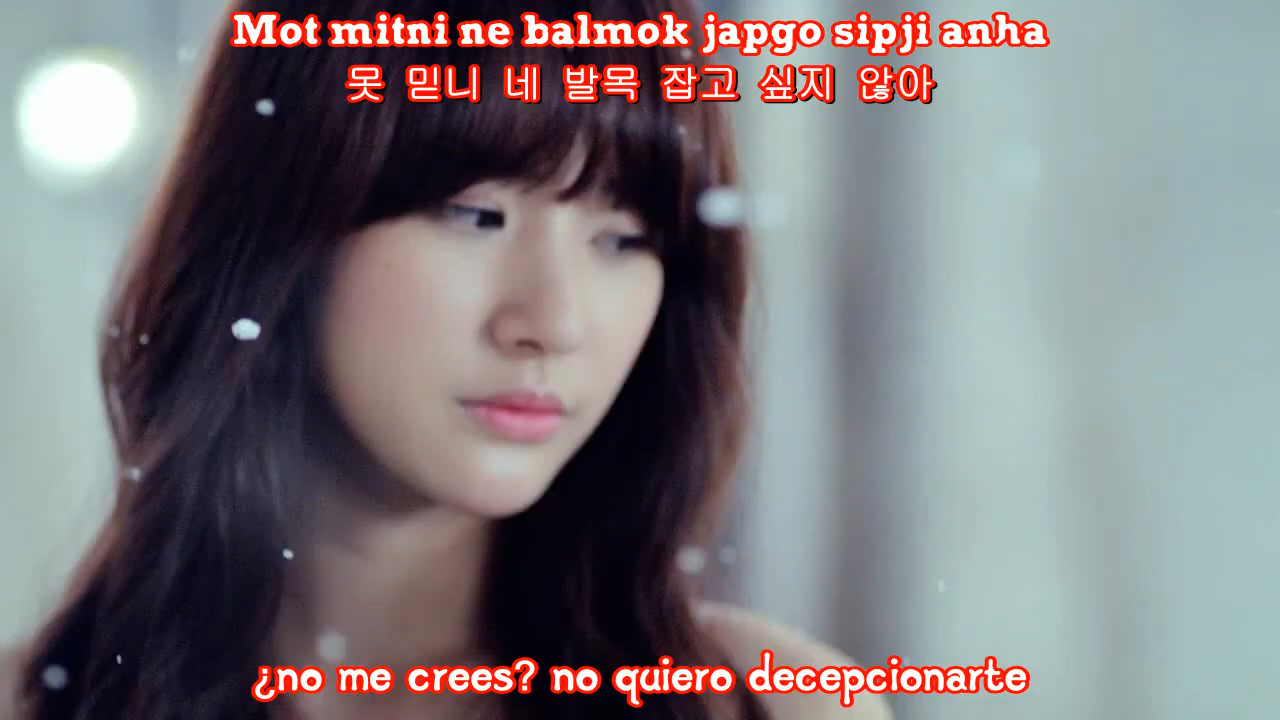 Mot mitni ne balmok japgo sipji anha
못 믿니 네 발목 잡고 싶지 않아
¿no me crees? no quiero decepcionarte